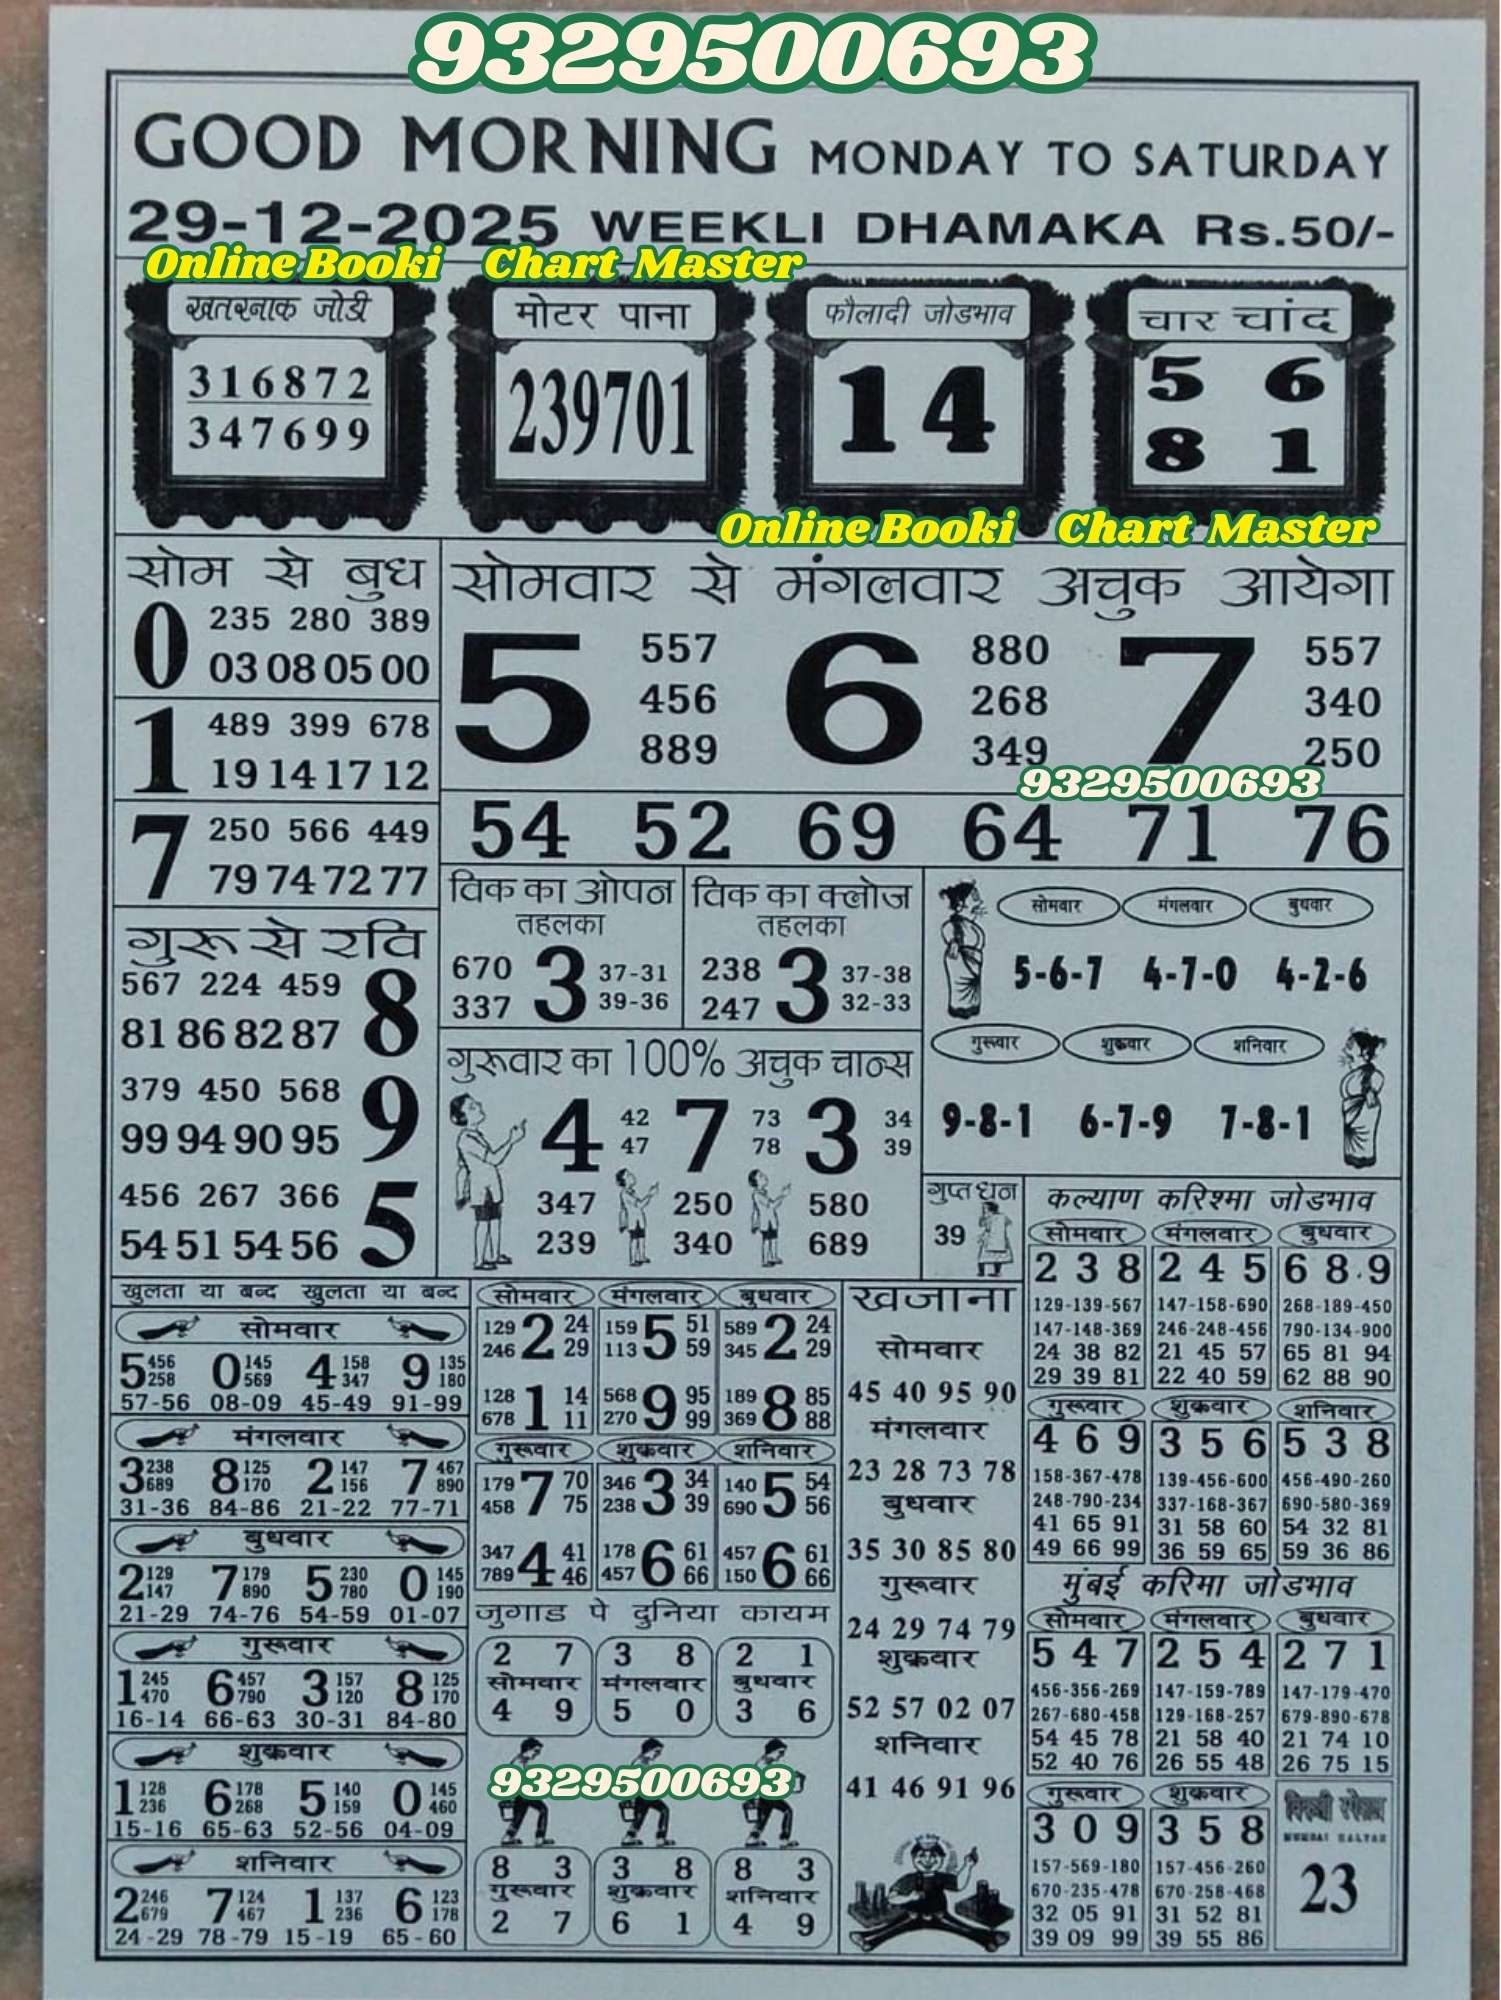 9329500693
GOOD MORNING MONDAY TO SATURDAY
29-12-2025 WEEKLI DHAMAKA Rs.50/-
Online Booki Chart Master
खतरनाक जोडी
316872
347699
मोटर पाना
239701
फौलादी जोडभाव
14
चार चांद
5 6
8 1
Online Booki Chart Master
सोम से बुध
0 235 280 389
03 08 05 00
1 489 399 678
19 14 17 12
7 250 566 449
79 74 72 77
गुरू से रवि
567 224 459 8
81 86 82 87
379 450 568 9
99 94 90 95
456 267 366 5
54 51 54 56
सोमवार से मंगलवार अचुक आयेगा
5 557 6 880 7 557
456 268 340
889 349 250
9329500693
54 52 69 64 71 76
विक का ओपन
तहलका
670 3 37-31
337 39-36
विक का क्लोज
तहलका
238 3 37-38
247 32-33
सोमवार मंगलवार बुधवार
5-6-7 4-7-0 4-2-6
गुरूवार शुक्रवार शनिवार
9-8-1 6-7-9 7-8-1
गुरूवार का 100% अचुक चान्स
4 42 7 73 3 34
47 78 39
347 250 580
239 340 689
गुप्त धन
39
कल्याण करिश्मा जोडभाव
सोमवार मंगलवार बुधवार
2 3 8 2 4 5 6 8.9
129-139-567 147-158-690 268-189-450
147-148-369 246-248-456 790-134-900
24 38 82 21 45 57 65 81 94
29 39 81 22 40 59 62 88 90
गुरूवार शुक्रवार शनिवार
4 6 9 3 5 6 5 3 8
158-367-478 139-456-600 456-490-260
248-790-234 337-168-367 690-580-369
41 65 91 31 58 60 54 32 81
49 66 99 36 59 65 59 36 86
मुंबई करिमा जोडभाव
सोमवार मंगलवार बुधवार
5 4 7 2 5 4 2 7 1
456-356-269 147-159-789 147-179-470
267-680-458 129-168-257 679-890-678
54 45 78 21 58 40 21 74 10
52 40 76 26 55 48 26 75 15
गुरूवार शुक्रवार
3 0 9 3 5 8
157-569-180 157-456-260
670-235-478 670-258-468
32 05 91 31 52 81
39 09 99 39 55 86
23
खुलता या बन्द खुलता या बन्द
सोमवार
5 456 0 145 4 158 9 135
258 569 347 180
57-56 08-09 45-49 91-99
मंगलवार
3 238 8 125 2 147 7 467
689 170 156 890
31-36 84-86 21-22 77-71
बुधवार
2 129 7 179 5 230 0 145
147 890 780 190
21-29 74-76 54-59 01-07
गुरूवार
1 245 6 457 3 157 8 125
470 790 120 170
16-14 66-63 30-31 84-80
शुक्रवार
1 128 6 178 5 140 0 145
236 268 159 460
15-16 65-63 52-56 04-09
शनिवार
2 246 7 124 1 137 6 123
679 467 236 178
24-29 78-79 15-19 65-60
सोमवार मंगलवार बुधवार
129 2 24 159 5 51 589 2 24
246 29 113 59 345 29
128 1 14 568 9 95 189 8 85
678 11 270 99 369 88
गुरूवार शुक्रवार शनिवार
179 7 70 346 3 34 140 5 54
458 75 238 39 690 56
347 4 41 178 6 61 457 6 61
789 46 457 66 150 66
जुगाड पे दुनिया कायम
2 7 3 8 2 1
सोमवार मंगलवार बुधवार
4 9 5 0 3 6
9329500693
8 3 3 8 8 3
गुरूवार शुक्रवार शनिवार
2 7 6 1 4 9
खजाना
सोमवार
45 40 95 90
मंगलवार
23 28 73 78
बुधवार
35 30 85 80
गुरूवार
24 29 74 79
शुक्रवार
52 57 02 07
शनिवार
41 46 91 96